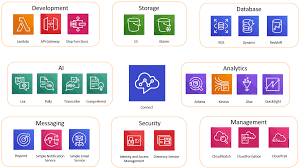 Development
Lambda
API Gateway
Step Functions
Storage
S3
Glacier
Database
RDS
Dynamo
Redshift
AI
Lex
Polly
Transcribe
Comprehend
Connect
Analytics
Athena
Kinesis
Glue
QuickSight
Messaging
Pinpoint
Simple Notification
Service
Simple Email
Service
Security
Identity and Access
Management
Directory Service
Management
CloudWatch
CloudFormation
CloudTrail